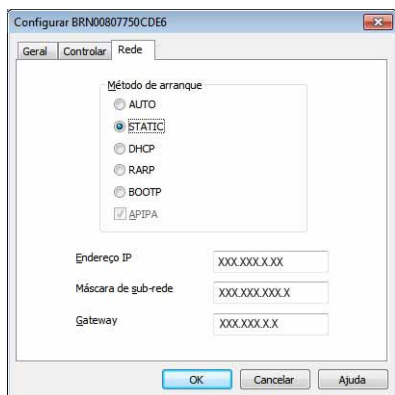 Configurar BRN00807750CDE6
Geral Controlar Rede
Método de arranque
AUTO
STATIC
DHCP
RARP
BOOTP
APIPA
Endereço IP XXX.XXX.X.XX
Máscara de sub-rede XXX.XXX.XXX.X
Gateway XXX.XXX.X.X
OK Cancelar Ajuda